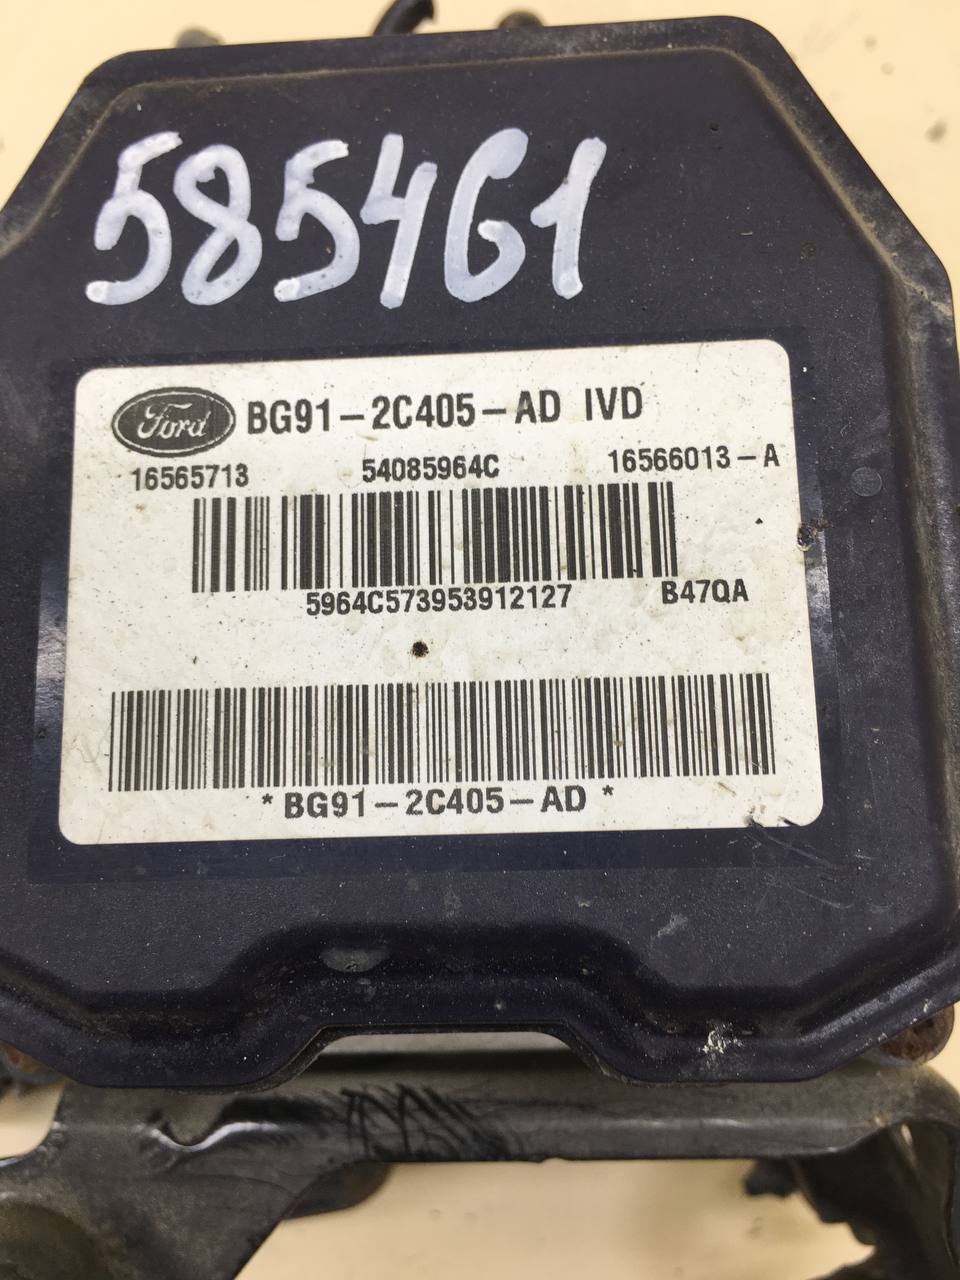 585461
Ford BG91-2C405-AD IVD
16565713 54085964C 16566013-A
5964C573953912127 B47QA
*BG91-2C405-AD*